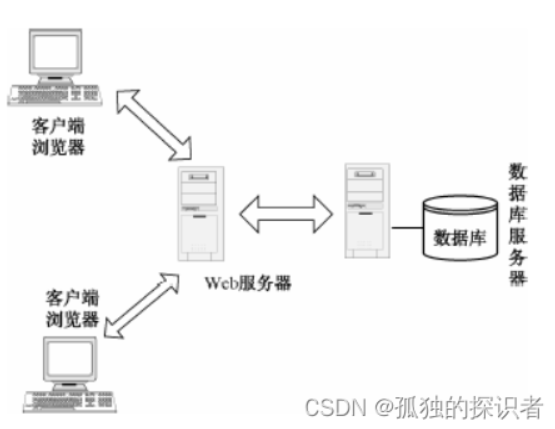 客户端
浏览器
Web服务器
数据库
数据库服务器
客户端
浏览器
CSDN @孤独的探识者